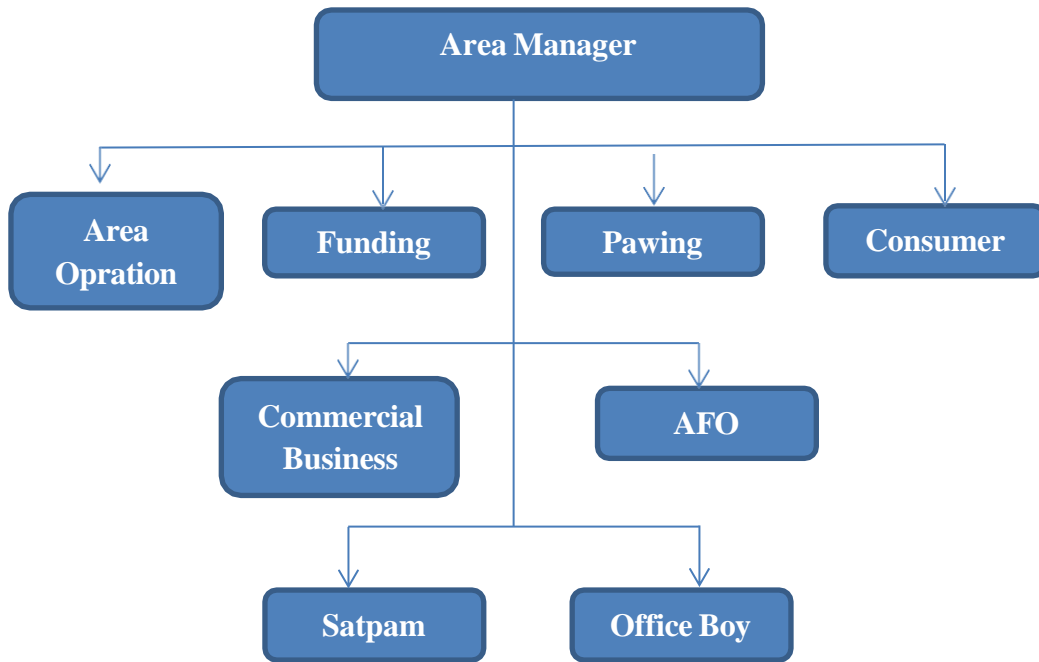 Area Manager
Area
Opration
Funding
Pawing
Consumer
Commercial
Business
AFO
Satpam
Office Boy